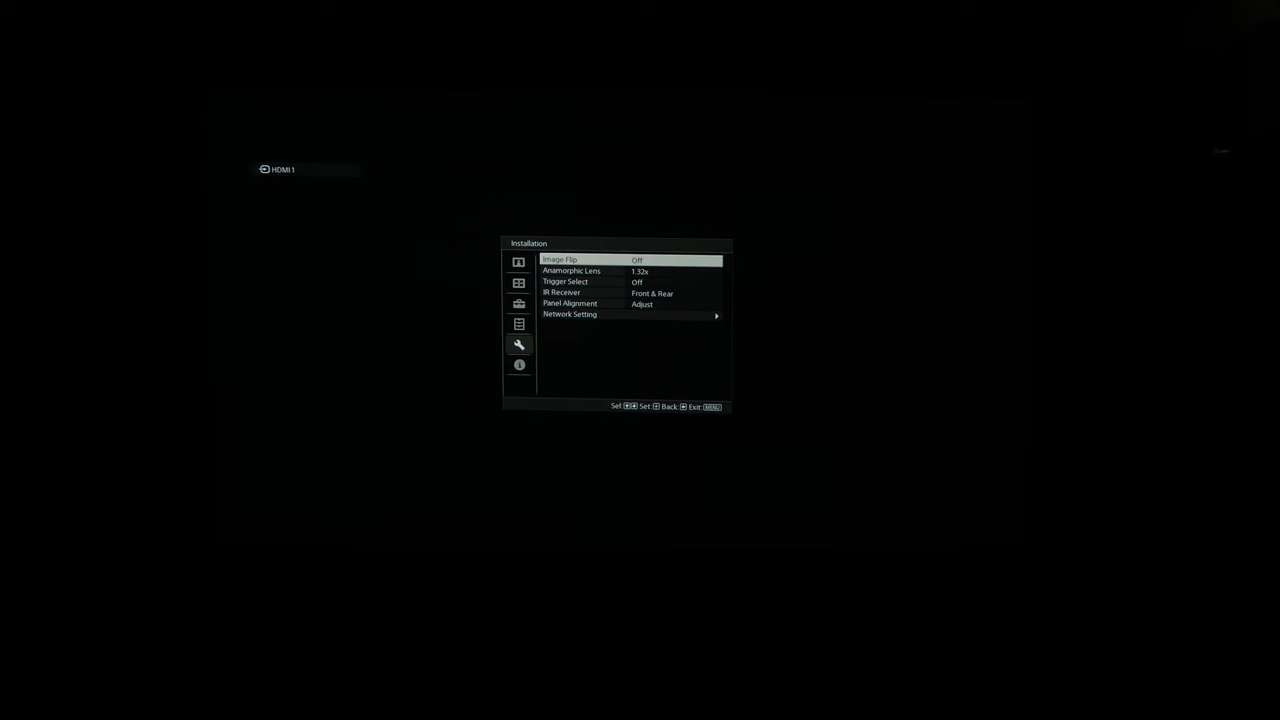 HDMI 1
Installation
Image Flip Off
Anamorphic Lens 1.32x
Trigger Select Off
IR Receiver Front & Rear
Panel Alignment Adjust
Network Setting
Sel: Set: Back: Exit: MENU